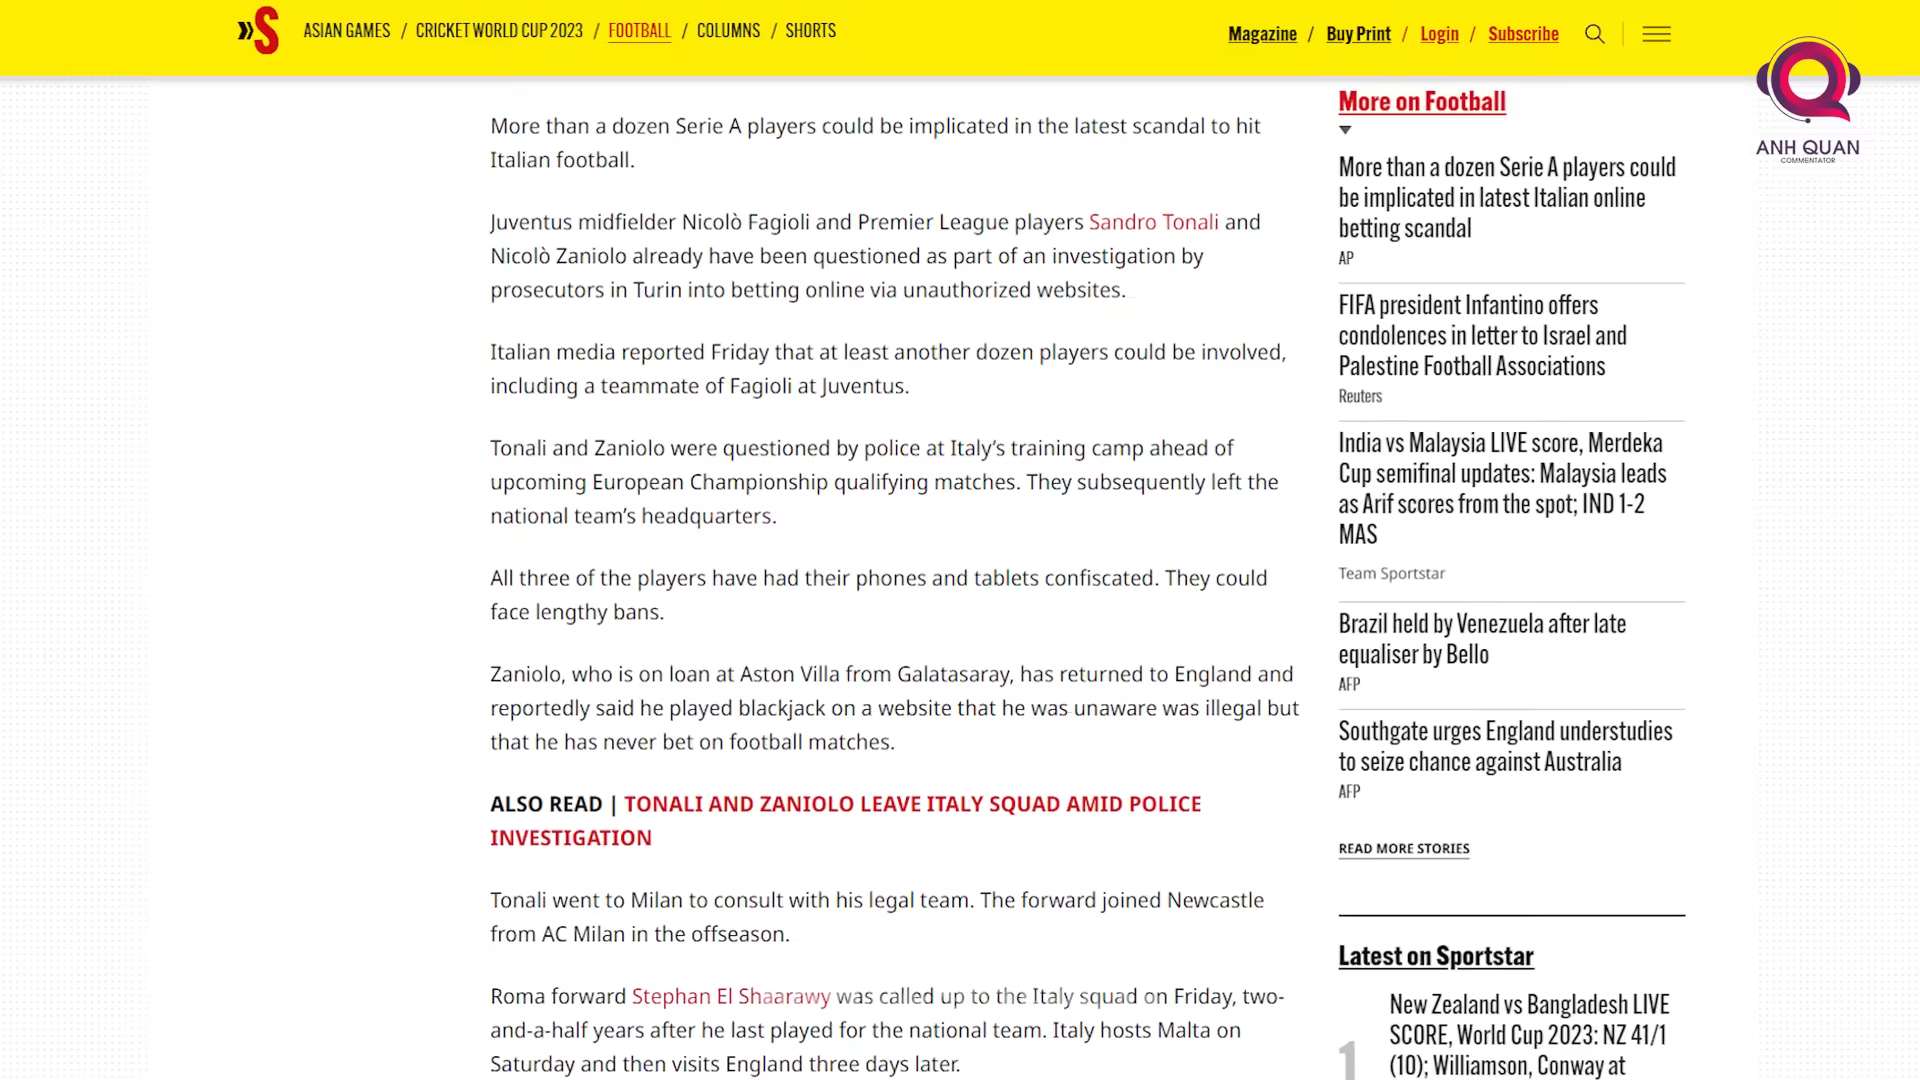 S
ASIAN GAMES / CRICKET WORLD CUP 2023 / FOOTBALL / COLUMNS / SHORTS
Magazine / Buy Print / Login / Subscribe
ANH QUAN
COMMENTATOR
More than a dozen Serie A players could be implicated in the latest scandal to hit
Italian football.
Juventus midfielder Nicolò Fagioli and Premier League players Sandro Tonali and
Nicolò Zaniolo already have been questioned as part of an investigation by
prosecutors in Turin into betting online via unauthorized websites.
Italian media reported Friday that at least another dozen players could be involved,
including a teammate of Fagioli at Juventus.
Tonali and Zaniolo were questioned by police at Italy’s training camp ahead of
upcoming European Championship qualifying matches. They subsequently left the
national team’s headquarters.
All three of the players have had their phones and tablets confiscated. They could
face lengthy bans.
Zaniolo, who is on loan at Aston Villa from Galatasaray, has returned to England and
reportedly said he played blackjack on a website that he was unaware was illegal but
that he has never bet on football matches.
ALSO READ | TONALI AND ZANIOLO LEAVE ITALY SQUAD AMID POLICE
INVESTIGATION
Tonali went to Milan to consult with his legal team. The forward joined Newcastle
from AC Milan in the offseason.
Roma forward Stephan El Shaarawy was called up to the Italy squad on Friday, two-
and-a-half years after he last played for the national team. Italy hosts Malta on
Saturday and then visits England three days later.
More on Football
More than a dozen Serie A players could
be implicated in latest Italian online
betting scandal
AP
FIFA president Infantino offers
condolences in letter to Israel and
Palestine Football Associations
Reuters
India vs Malaysia LIVE score, Merdeka
Cup semifinal updates: Malaysia leads
as Arif scores from the spot; IND 1-2
MAS
Team Sportstar
Brazil held by Venezuela after late
equaliser by Bello
AFP
Southgate urges England understudies
to seize chance against Australia
AFP
READ MORE STORIES
Latest on Sportstar
1
New Zealand vs Bangladesh LIVE
SCORE, World Cup 2023: NZ 41/1
(10); Williamson, Conway at